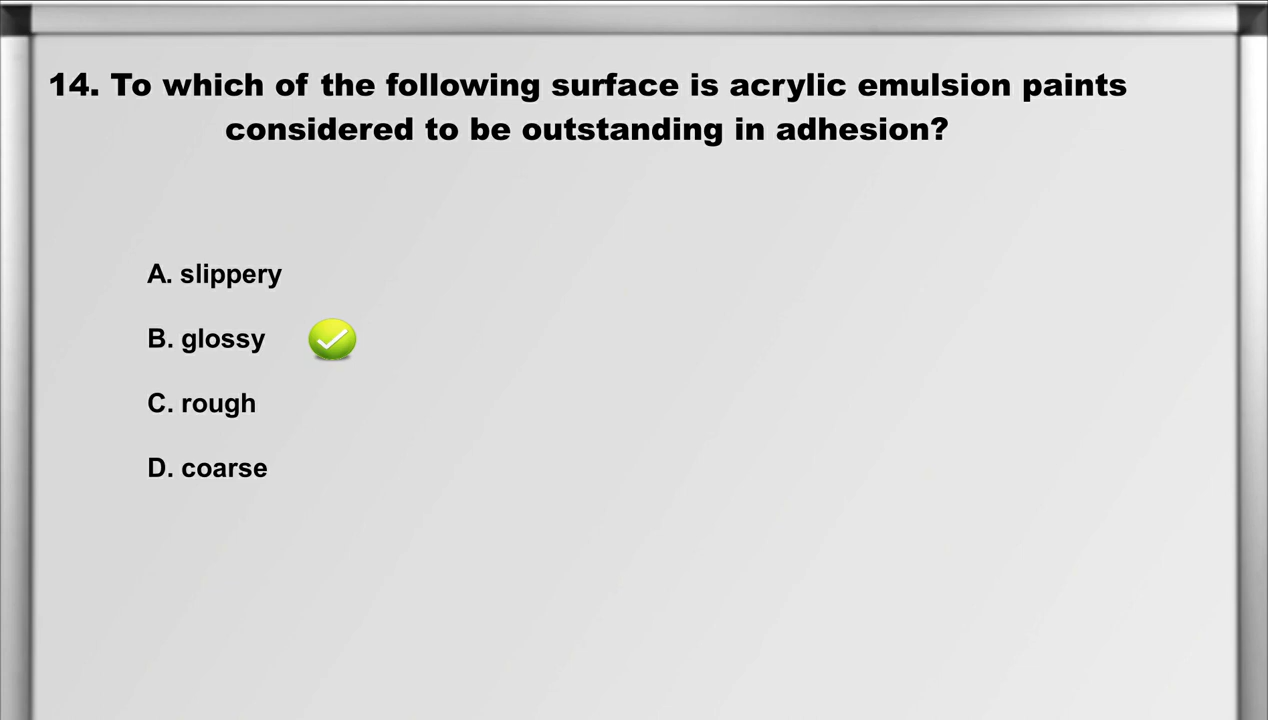 14. To which of the following surface is acrylic emulsion paints
considered to be outstanding in adhesion?
A. slippery
B. glossy
C. rough
D. coarse